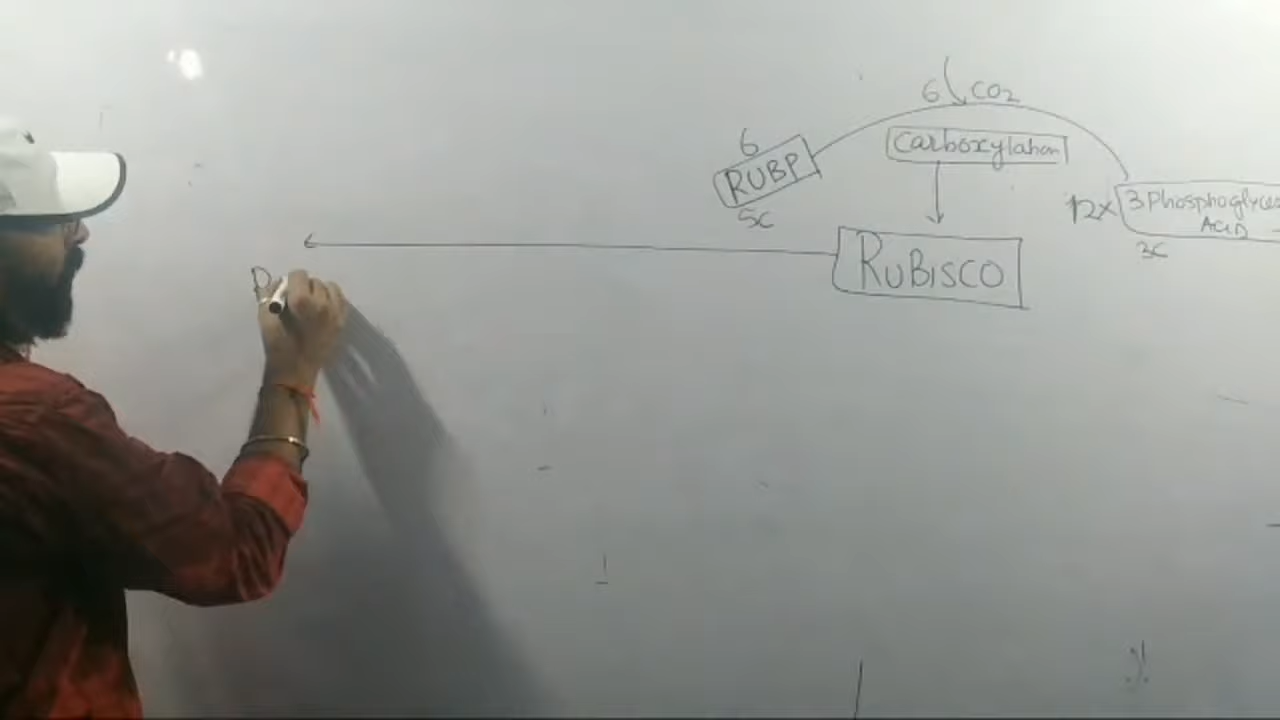 6 CO2
6
Carboxylation
RUBP
5C
12x 3 Phosphoglyce
ACID
3C
RUBISCO